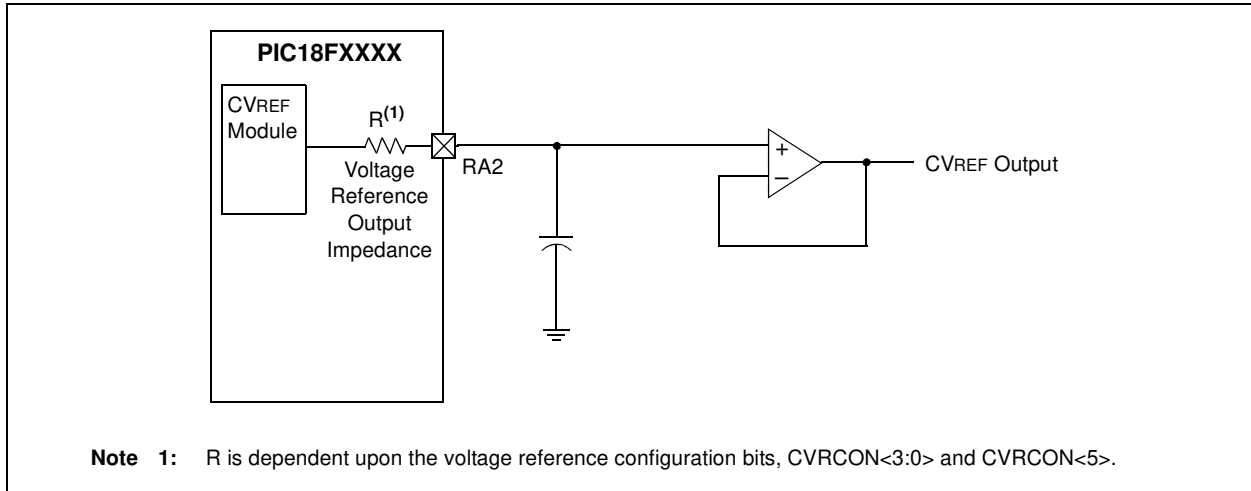 PIC18FXXXX
CVREF
Module
R(1)
Voltage
Reference
Output
Impedance
RA2
+
–
CVREF Output
Note 1: R is dependent upon the voltage reference configuration bits, CVRCON<3:0> and CVRCON<5>.